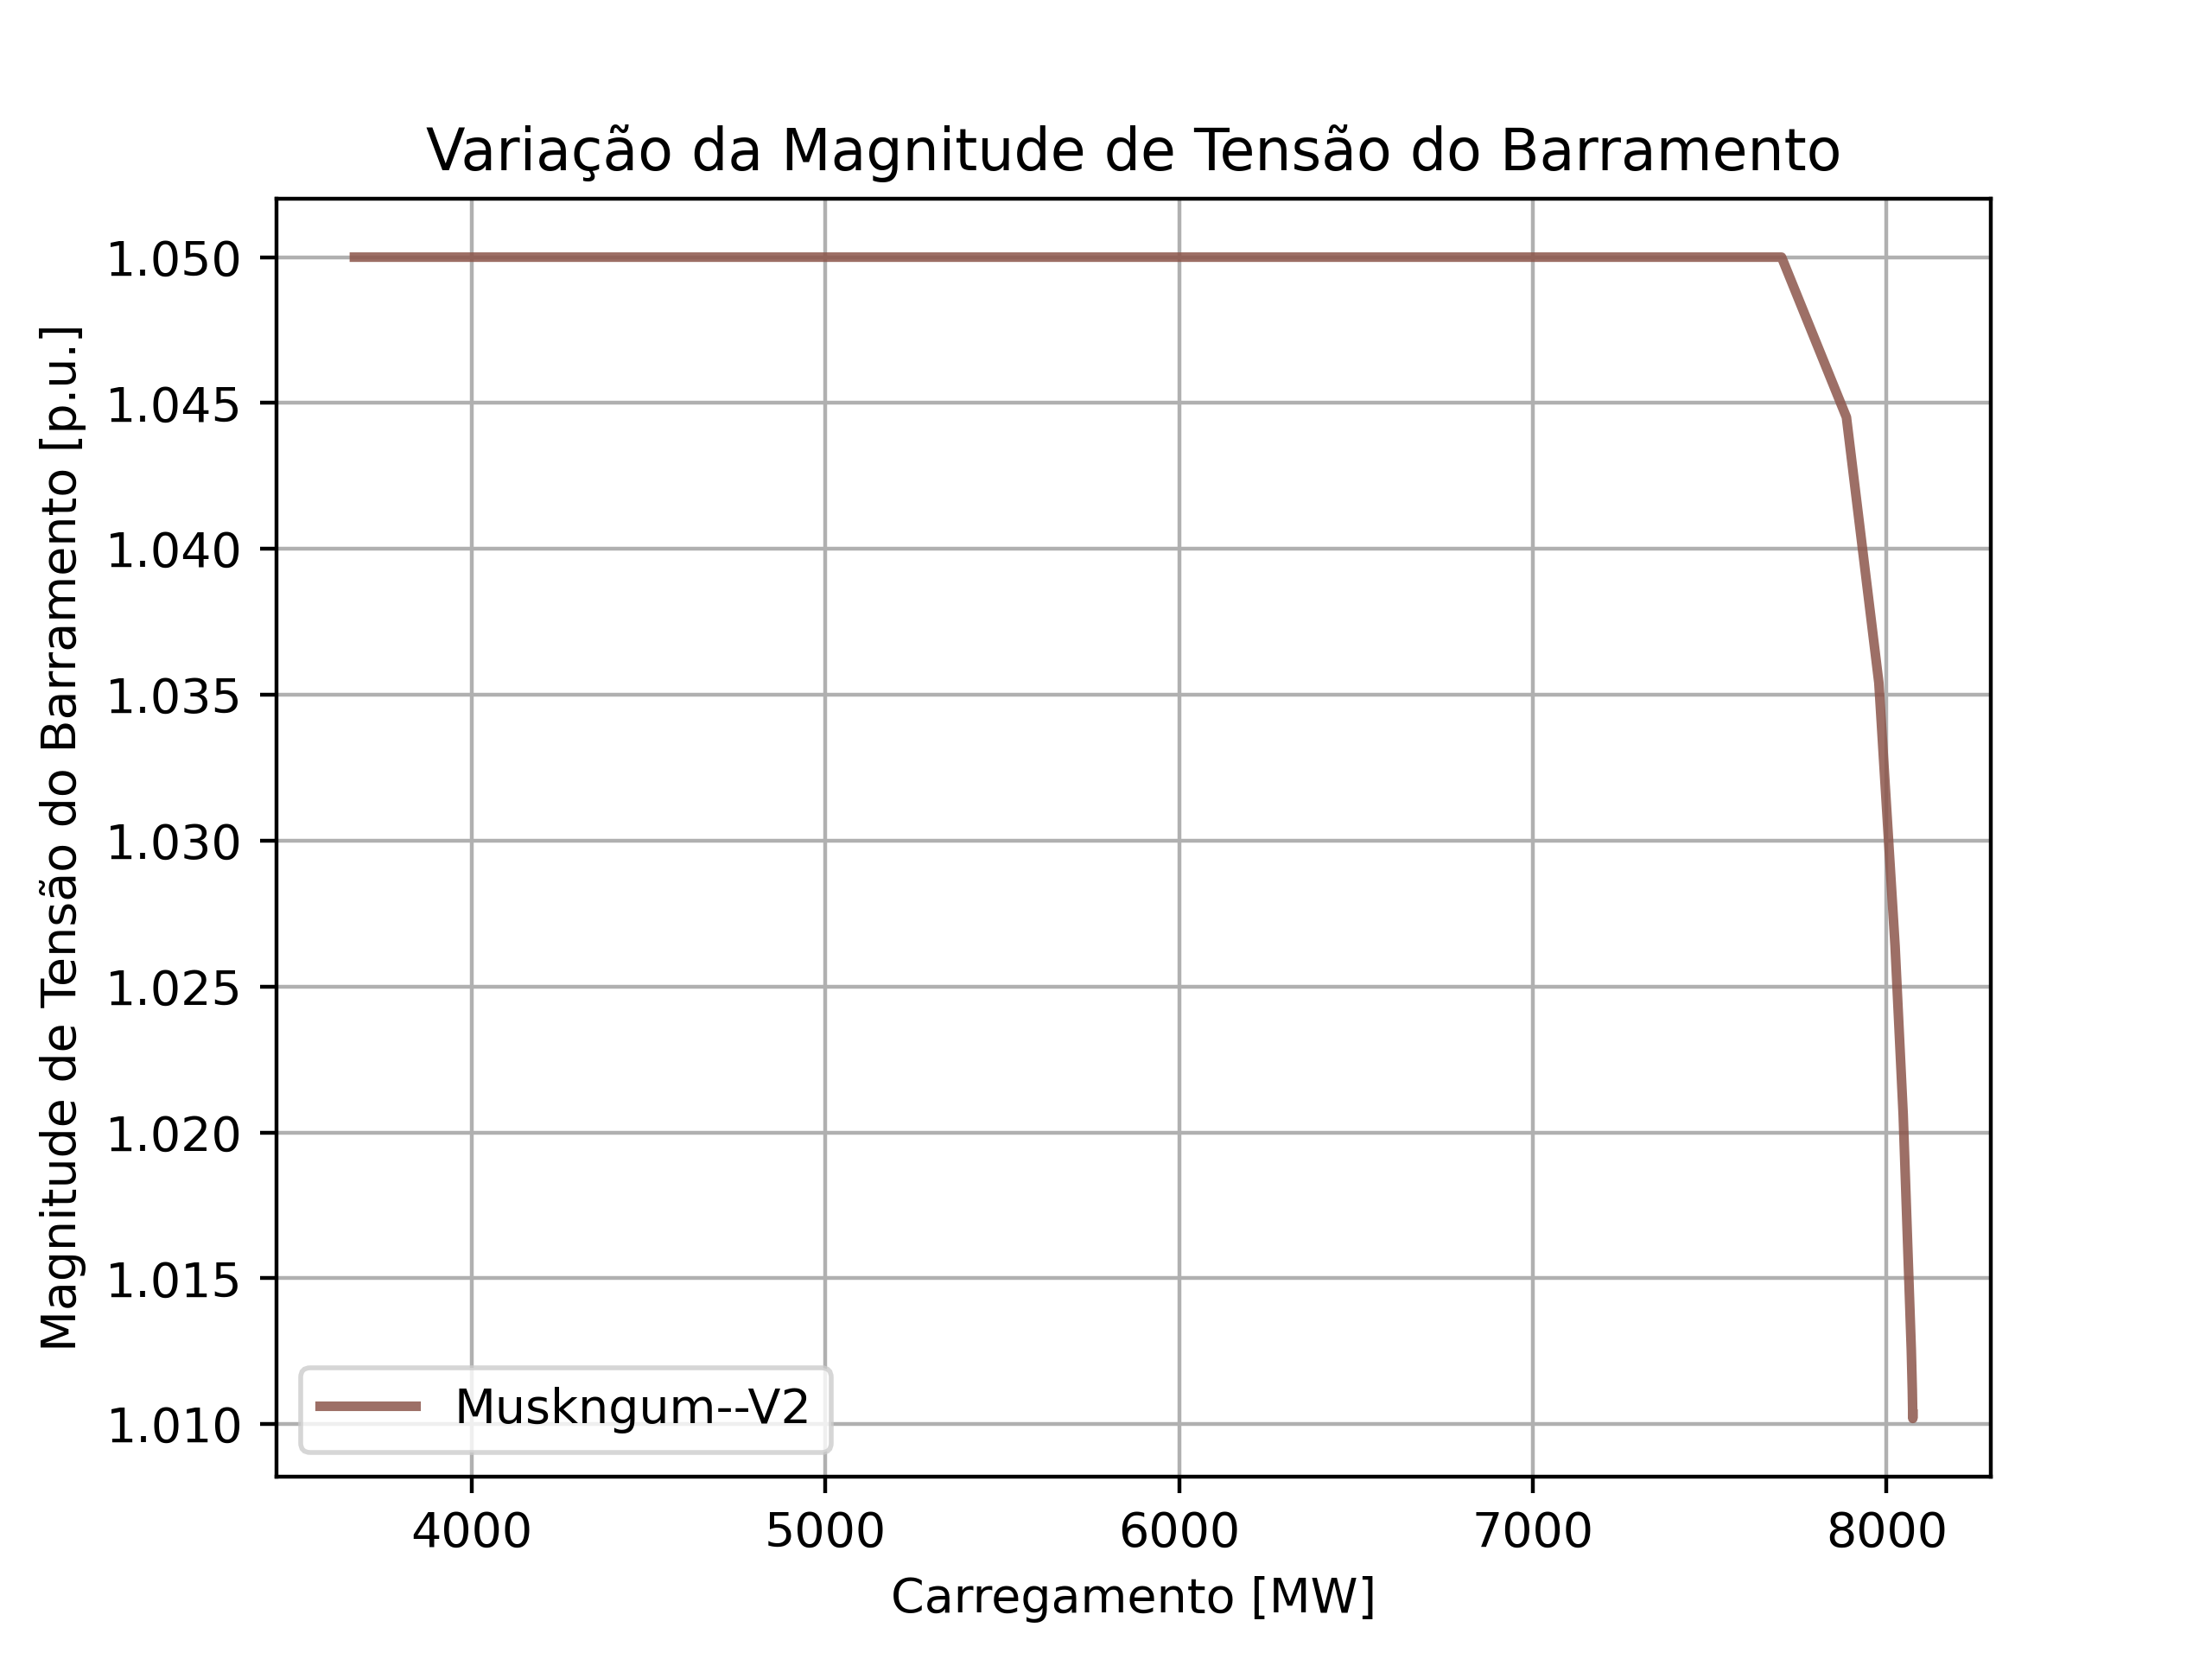 Variação da Magnitude de Tensão do Barramento
Magnitude de Tensão do Barramento [p.u.]
1.050
1.045
1.040
1.035
1.030
1.025
1.020
1.015
1.010
Muskngum--V2
4000 5000 6000 7000 8000
Carregamento [MW]